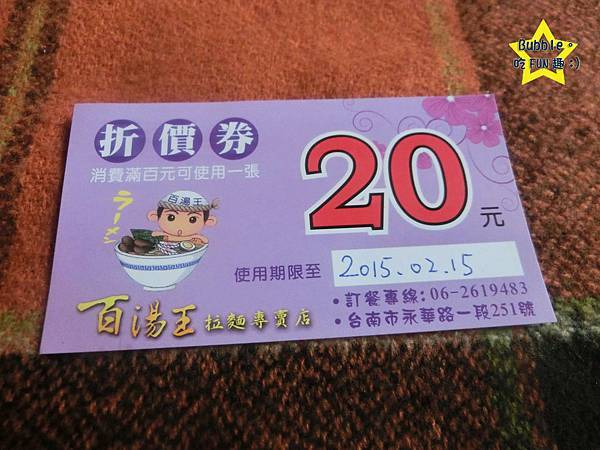 Bubble。
吃FUN趣:)
折價券
消費滿百元可使用一張
20元
百湯王
ラーメン
使用期限至 2015.02.15
百湯王拉麵專賣店
•訂餐專線:06-2619483
•台南市永華路一段251號